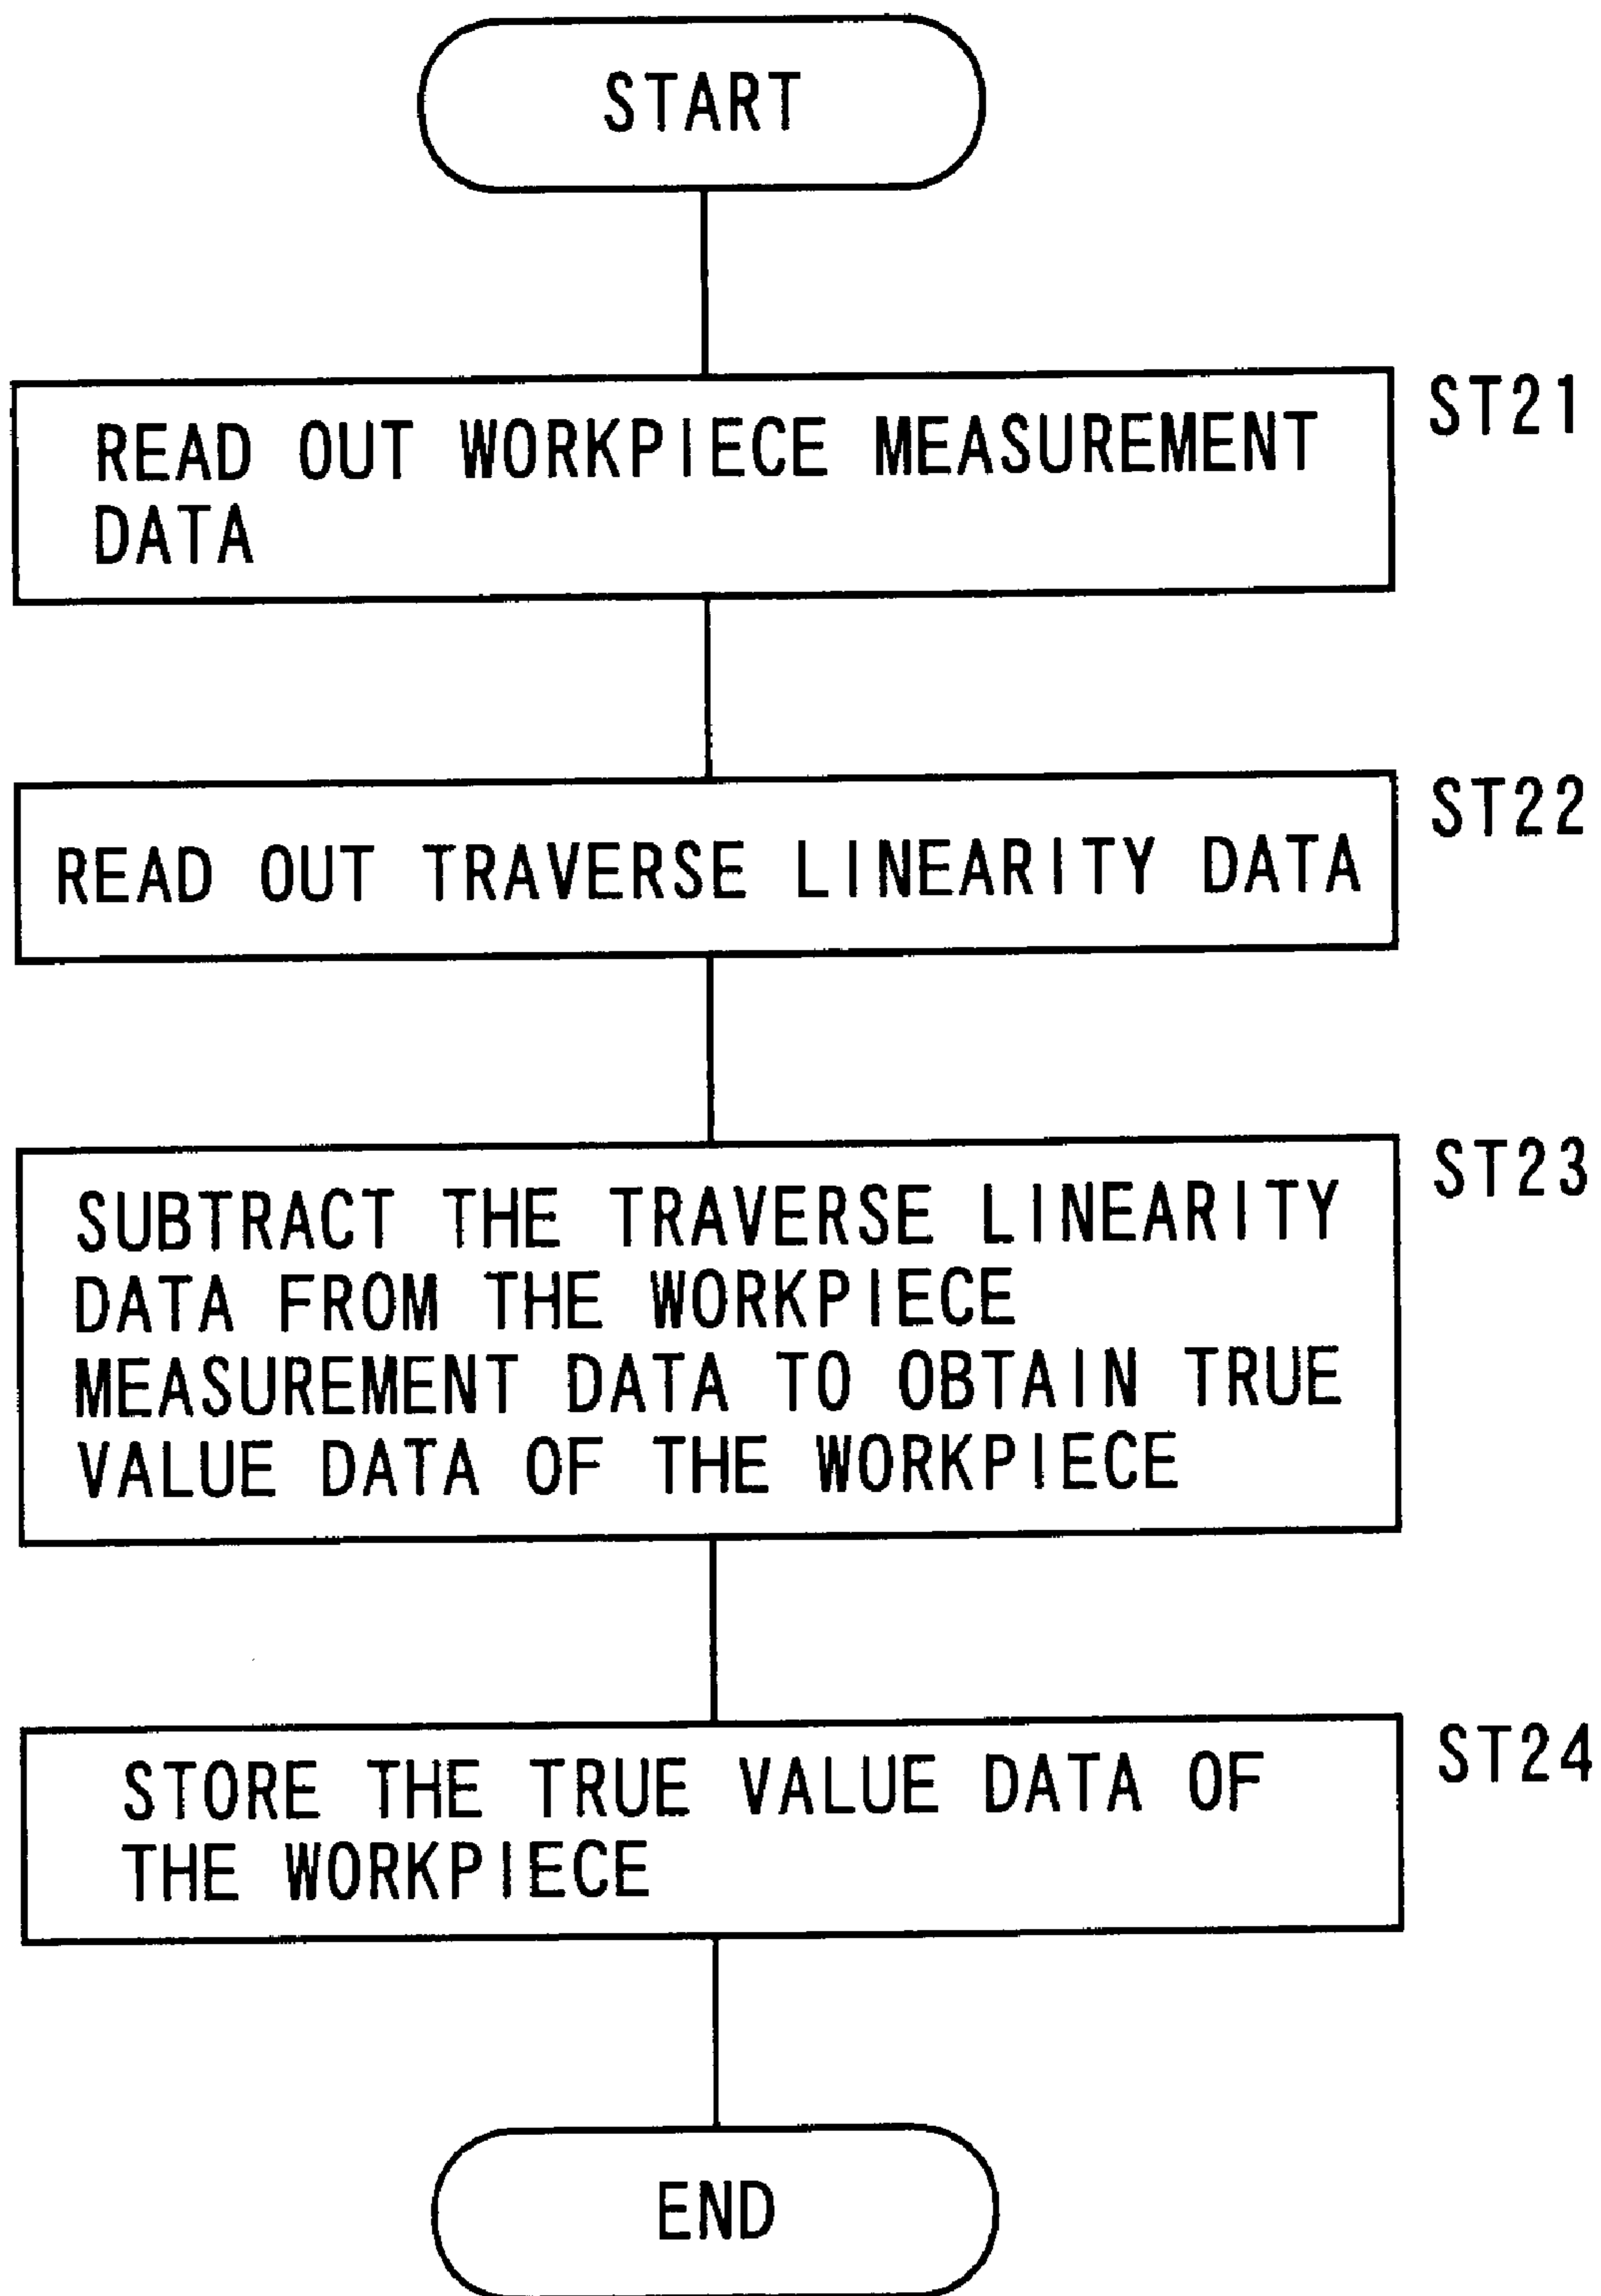 START
ST21
READ OUT WORKPIECE MEASUREMENT
DATA
ST22
READ OUT TRAVERSE LINEARITY DATA
ST23
SUBTRACT THE TRAVERSE LINEARITY
DATA FROM THE WORKPIECE
MEASUREMENT DATA TO OBTAIN TRUE
VALUE DATA OF THE WORKPIECE
ST24
STORE THE TRUE VALUE DATA OF
THE WORKPIECE
END